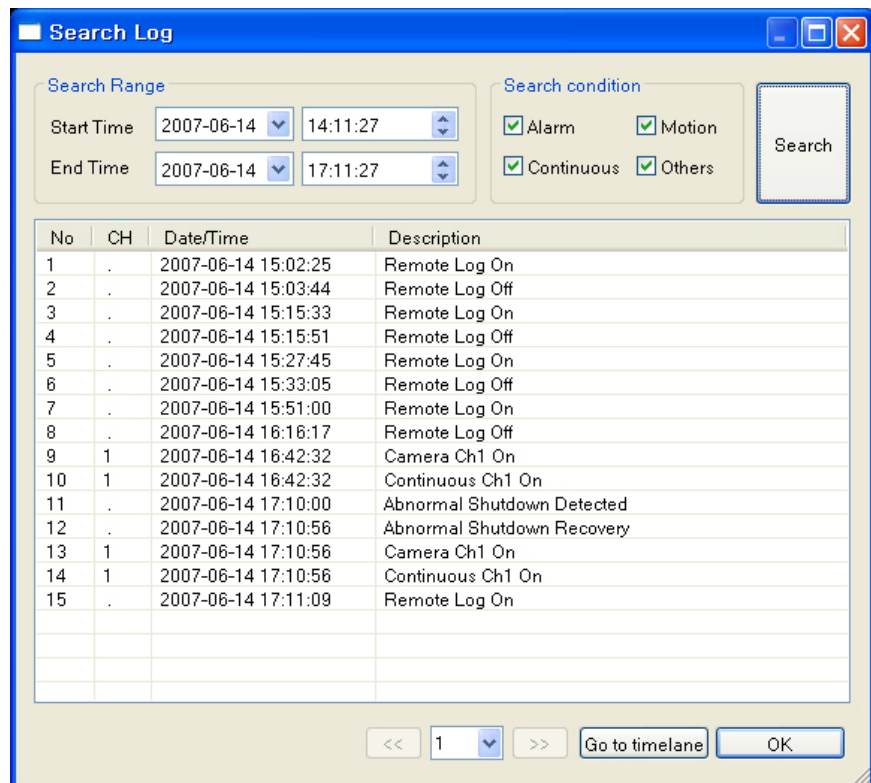 Search Log
Search Range
Start Time 2007-06-14 14:11:27
End Time 2007-06-14 17:11:27
Search condition
Alarm Motion
Continuous Others
Search
No CH Date/Time Description
1 . 2007-06-14 15:02:25 Remote Log On
2 . 2007-06-14 15:03:44 Remote Log Off
3 . 2007-06-14 15:15:33 Remote Log On
4 . 2007-06-14 15:15:51 Remote Log Off
5 . 2007-06-14 15:27:45 Remote Log On
6 . 2007-06-14 15:33:05 Remote Log Off
7 . 2007-06-14 15:51:00 Remote Log On
8 . 2007-06-14 16:16:17 Remote Log Off
9 1 2007-06-14 16:42:32 Camera Ch1 On
10 1 2007-06-14 16:42:32 Continuous Ch1 On
11 . 2007-06-14 17:10:00 Abnormal Shutdown Detected
12 . 2007-06-14 17:10:56 Abnormal Shutdown Recovery
13 1 2007-06-14 17:10:56 Camera Ch1 On
14 1 2007-06-14 17:10:56 Continuous Ch1 On
15 . 2007-06-14 17:11:09 Remote Log On
<< 1 >> Go to timelane OK